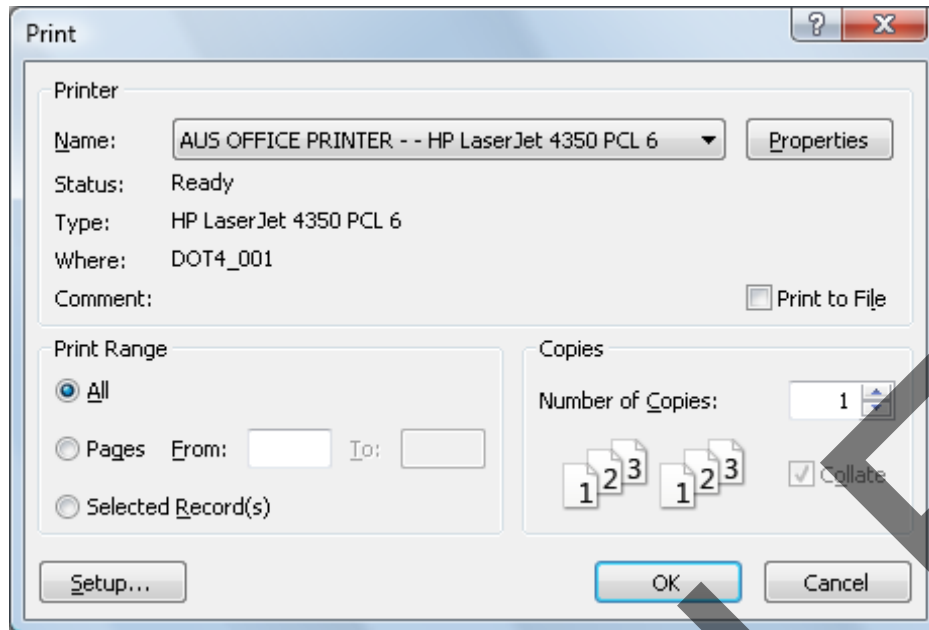 Print
Printer
Name: AUS OFFICE PRINTER - - HP LaserJet 4350 PCL 6 Properties
Status: Ready
Type: HP LaserJet 4350 PCL 6
Where: DOT4_001
Comment: Print to File
Print Range
All
Pages From: To:
Selected Record(s)
Copies
Number of Copies: 1
1 2 3 1 2 3 Collate
Setup... OK Cancel